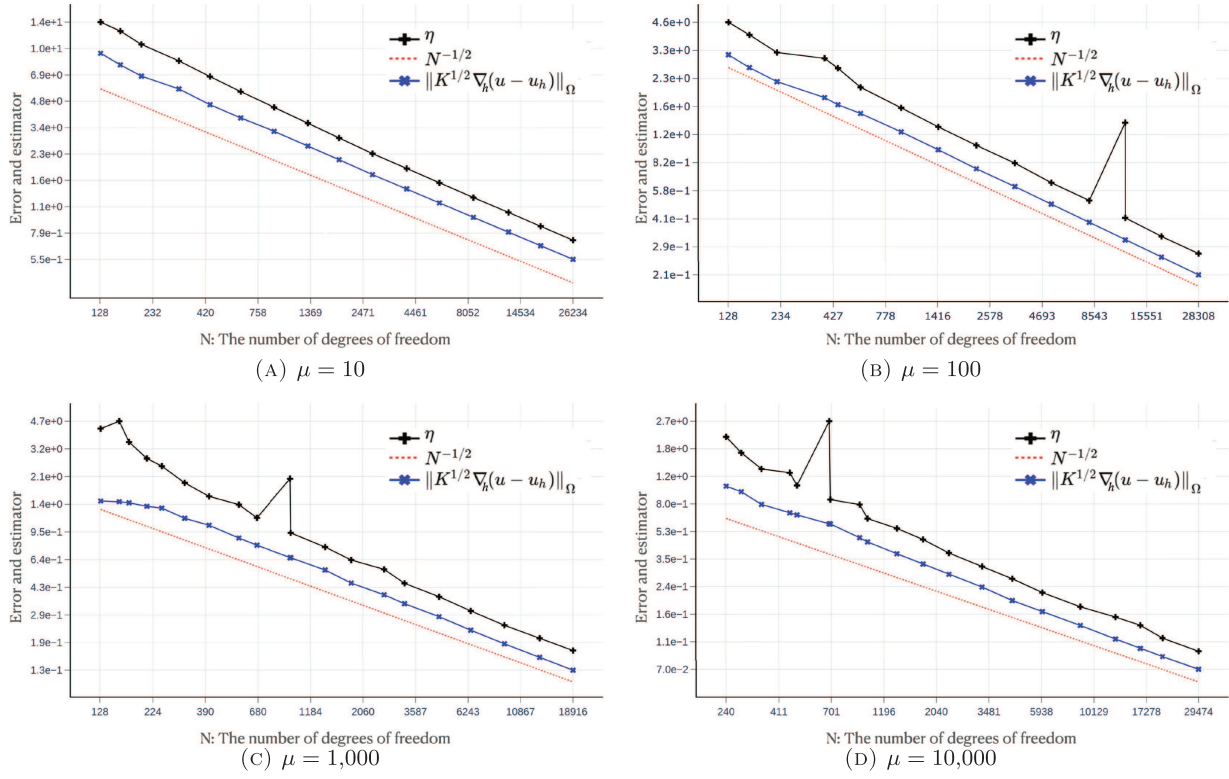 Error and estimator
1.4e+1
1.0e+1
6.9e+0
4.8e+0
3.4e+0
2.3e+0
1.6e+0
1.1e+0
7.9e−1
5.5e−1
η
N^{-1/2}
‖K^{1/2}∇_h(u − u_h)‖_Ω
128 232 420 758 1369 2471 4461 8052 14534 26234
N: The number of degrees of freedom
(A) μ = 10
Error and estimator
4.6e+0
3.3e+0
2.3e+0
1.6e+0
1.2e+0
8.2e−1
5.8e−1
4.1e−1
2.9e−1
2.1e−1
η
N^{-1/2}
‖K^{1/2}∇_h(u − u_h)‖_Ω
128 234 427 778 1416 2578 4693 8543 15551 28308
N: The number of degrees of freedom
(B) μ = 100
Error and estimator
4.7e+0
3.2e+0
2.1e+0
1.4e+0
9.5e−1
6.4e−1
4.3e−1
2.9e−1
1.9e−1
1.3e−1
η
N^{-1/2}
‖K^{1/2}∇_h(u − u_h)‖_Ω
128 224 390 680 1184 2060 3587 6243 10867 18916
N: The number of degrees of freedom
(C) μ = 1,000
Error and estimator
2.7e+0
1.8e+0
1.2e+0
8.0e−1
5.3e−1
3.5e−1
2.4e−1
1.6e−1
1.1e−1
7.0e−2
η
N^{-1/2}
‖K^{1/2}∇_h(u − u_h)‖_Ω
240 411 701 1196 2040 3481 5938 10129 17278 29474
N: The number of degrees of freedom
(D) μ = 10,000